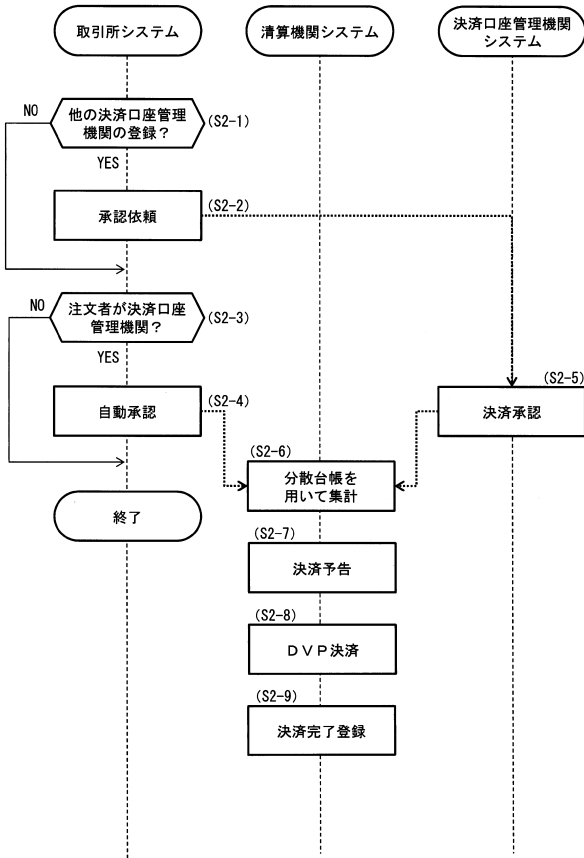 取引所システム
清算機関システム
決済口座管理機関
システム
NO
他の決済口座管理
機関の登録?
(S2-1)
YES
(S2-2)
承認依頼
NO
注文者が決済口座
管理機関?
(S2-3)
YES
(S2-4)
自動承認
(S2-5)
決済承認
(S2-6)
分散台帳を
用いて集計
終了
(S2-7)
決済予告
(S2-8)
DVP決済
(S2-9)
決済完了登録